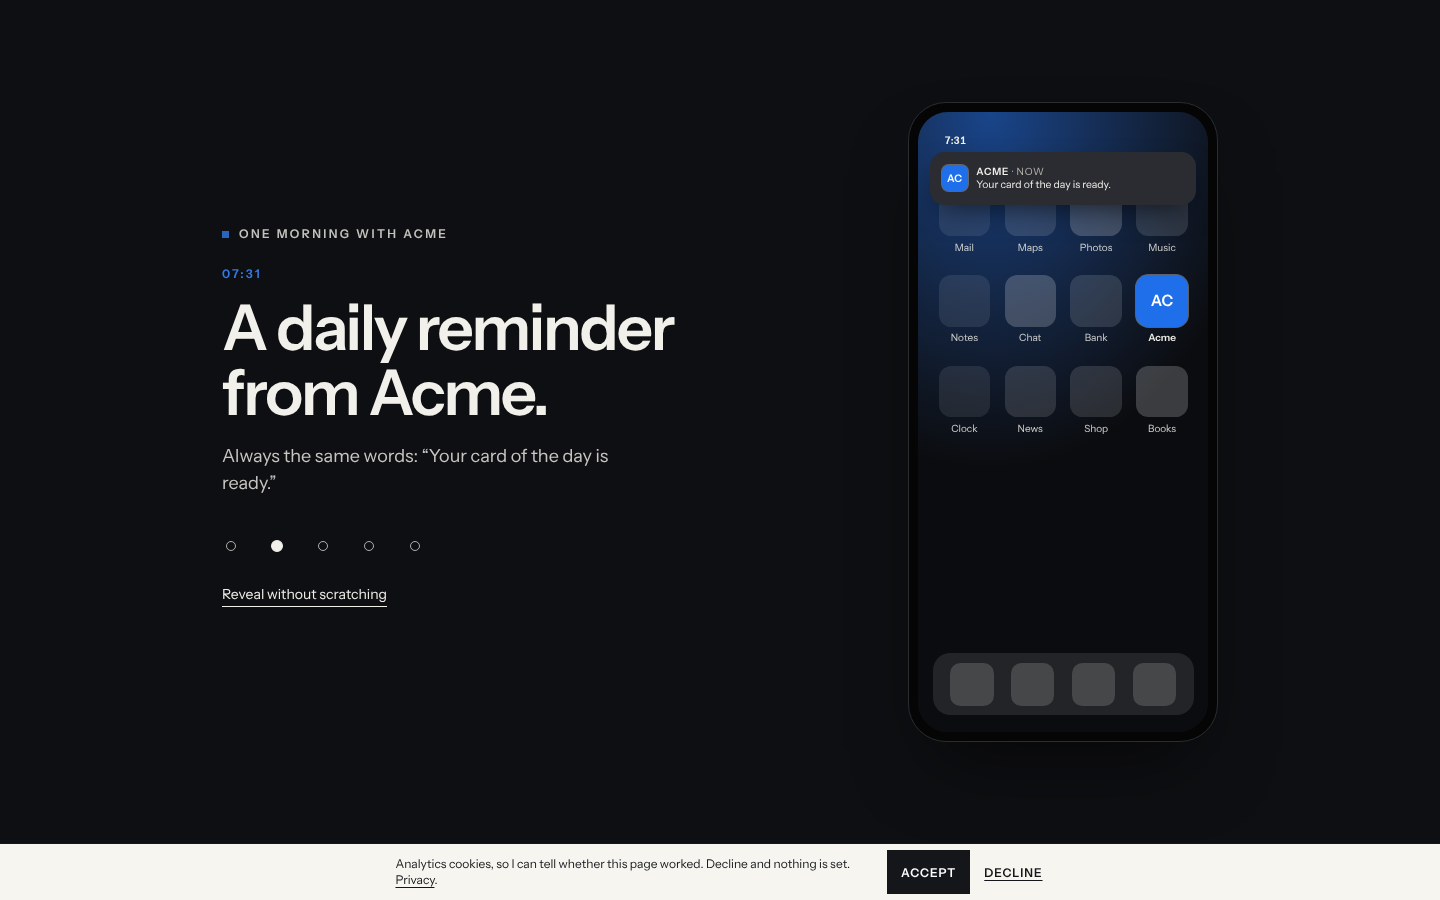 ONE MORNING WITH ACME
07:31
A daily reminder
from Acme.
Always the same words: “Your card of the day is
ready.”
Reveal without scratching
7:31
AC
ACME · NOW
Your card of the day is ready.
Mail Maps Photos Music
AC
Notes Chat Bank Acme
Clock News Shop Books
Analytics cookies, so I can tell whether this page worked. Decline and nothing is set.
Privacy.
ACCEPT
DECLINE